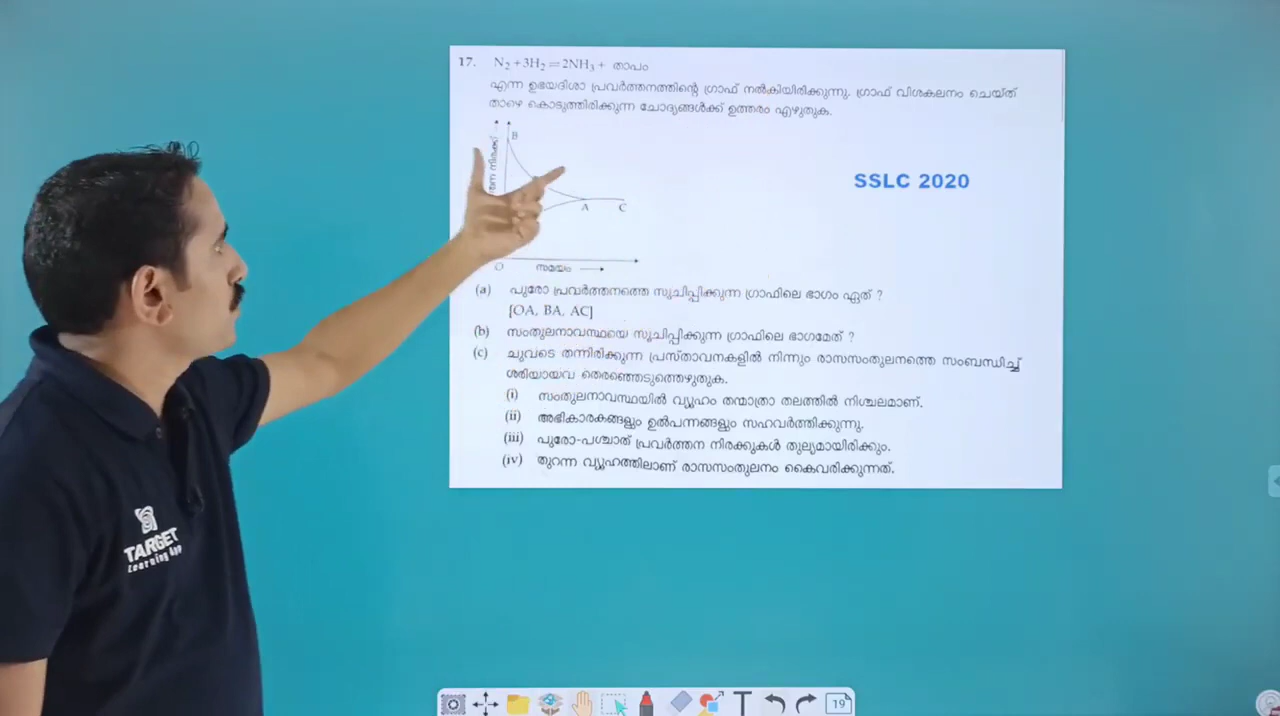 17. N₂+3H₂⇌2NH₃+ താപം
എന്ന ഉഭയദിശാ പ്രവർത്തനത്തിന്റെ ഗ്രാഫ് നൽകിയിരിക്കുന്നു. ഗ്രാഫ് വിശകലനം ചെയ്ത്
താഴെ കൊടുത്തിരിക്കുന്ന ചോദ്യങ്ങൾക്ക് ഉത്തരം എഴുതുക.
B
നിരക്ക്
A C
O സമയം
SSLC 2020
(a) പുരോ പ്രവർത്തനത്തെ സൂചിപ്പിക്കുന്ന ഗ്രാഫിലെ ഭാഗം ഏത് ?
[OA, BA, AC]
(b) സംതുലനാവസ്ഥയെ സൂചിപ്പിക്കുന്ന ഗ്രാഫിലെ ഭാഗമേത് ?
(c) ചുവടെ തന്നിരിക്കുന്ന പ്രസ്താവനകളിൽ നിന്നും രാസസംതുലനത്തെ സംബന്ധിച്ച്
ശരിയായവ തെരഞ്ഞെടുത്തെഴുതുക.
(i) സംതുലനാവസ്ഥയിൽ വ്യൂഹം തന്മാത്രാ തലത്തിൽ നിശ്ചലമാണ്.
(ii) അഭികാരകങ്ങളും ഉൽപന്നങ്ങളും സഹവർത്തിക്കുന്നു.
(iii) പുരോ-പശ്ചാത് പ്രവർത്തന നിരക്കുകൾ തുല്യമായിരിക്കും.
(iv) തുറന്ന വ്യൂഹത്തിലാണ് രാസസംതുലനം കൈവരിക്കുന്നത്.
TARGET
Learning App
T
19